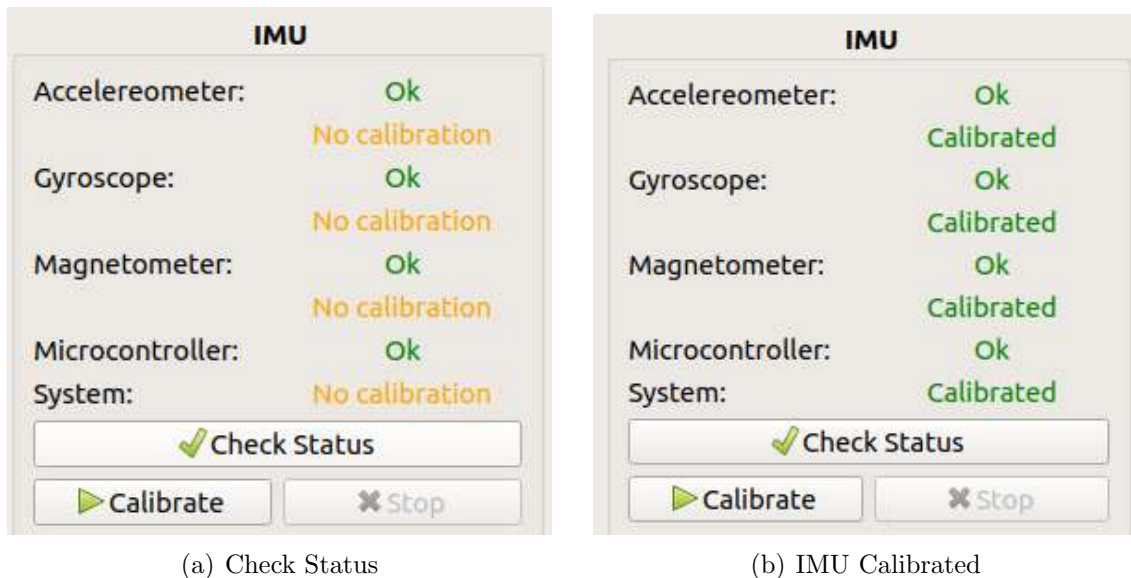 IMU
Accelereometer: Ok
No calibration
Gyroscope: Ok
No calibration
Magnetometer: Ok
No calibration
Microcontroller: Ok
System: No calibration
Check Status
Calibrate Stop
(a) Check Status
IMU
Accelereometer: Ok
Calibrated
Gyroscope: Ok
Calibrated
Magnetometer: Ok
Calibrated
Microcontroller: Ok
System: Calibrated
Check Status
Calibrate Stop
(b) IMU Calibrated